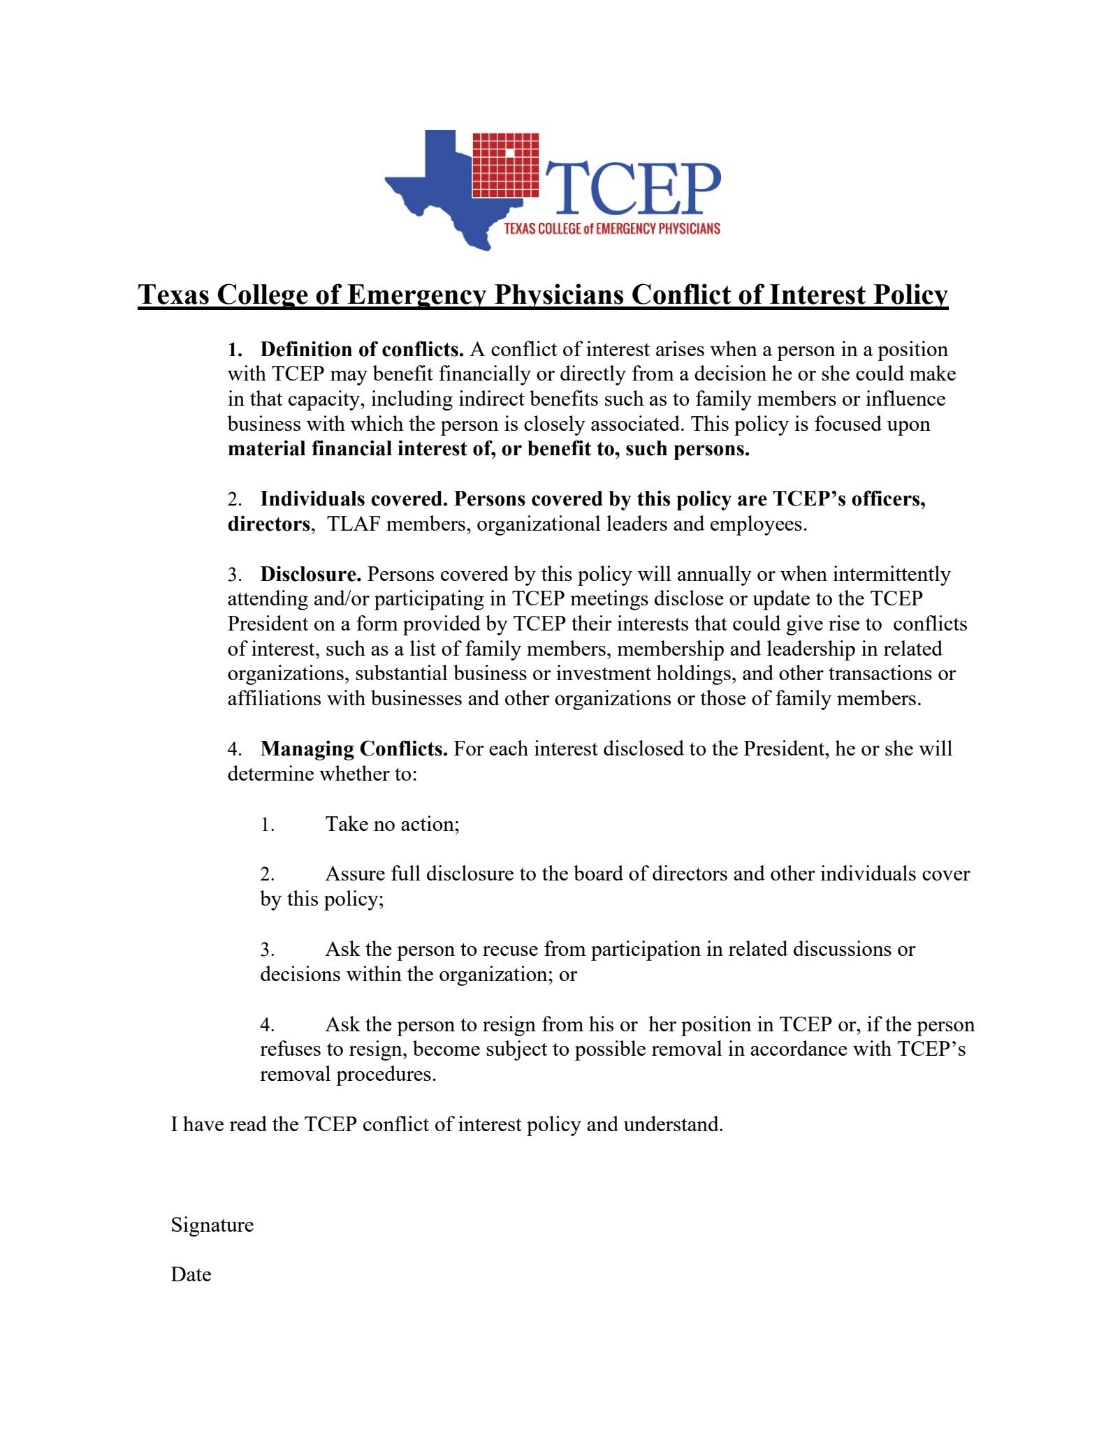 TCEP
TEXAS COLLEGE of EMERGENCY PHYSICIANS
Texas College of Emergency Physicians Conflict of Interest Policy
1. Definition of conflicts. A conflict of interest arises when a person in a position
with TCEP may benefit financially or directly from a decision he or she could make
in that capacity, including indirect benefits such as to family members or influence
business with which the person is closely associated. This policy is focused upon
material financial interest of, or benefit to, such persons.
2. Individuals covered. Persons covered by this policy are TCEP’s officers,
directors, TLAF members, organizational leaders and employees.
3. Disclosure. Persons covered by this policy will annually or when intermittently
attending and/or participating in TCEP meetings disclose or update to the TCEP
President on a form provided by TCEP their interests that could give rise to conflicts
of interest, such as a list of family members, membership and leadership in related
organizations, substantial business or investment holdings, and other transactions or
affiliations with businesses and other organizations or those of family members.
4. Managing Conflicts. For each interest disclosed to the President, he or she will
determine whether to:
1. Take no action;
2. Assure full disclosure to the board of directors and other individuals cover
by this policy;
3. Ask the person to recuse from participation in related discussions or
decisions within the organization; or
4. Ask the person to resign from his or her position in TCEP or, if the person
refuses to resign, become subject to possible removal in accordance with TCEP’s
removal procedures.
I have read the TCEP conflict of interest policy and understand.
Signature
Date